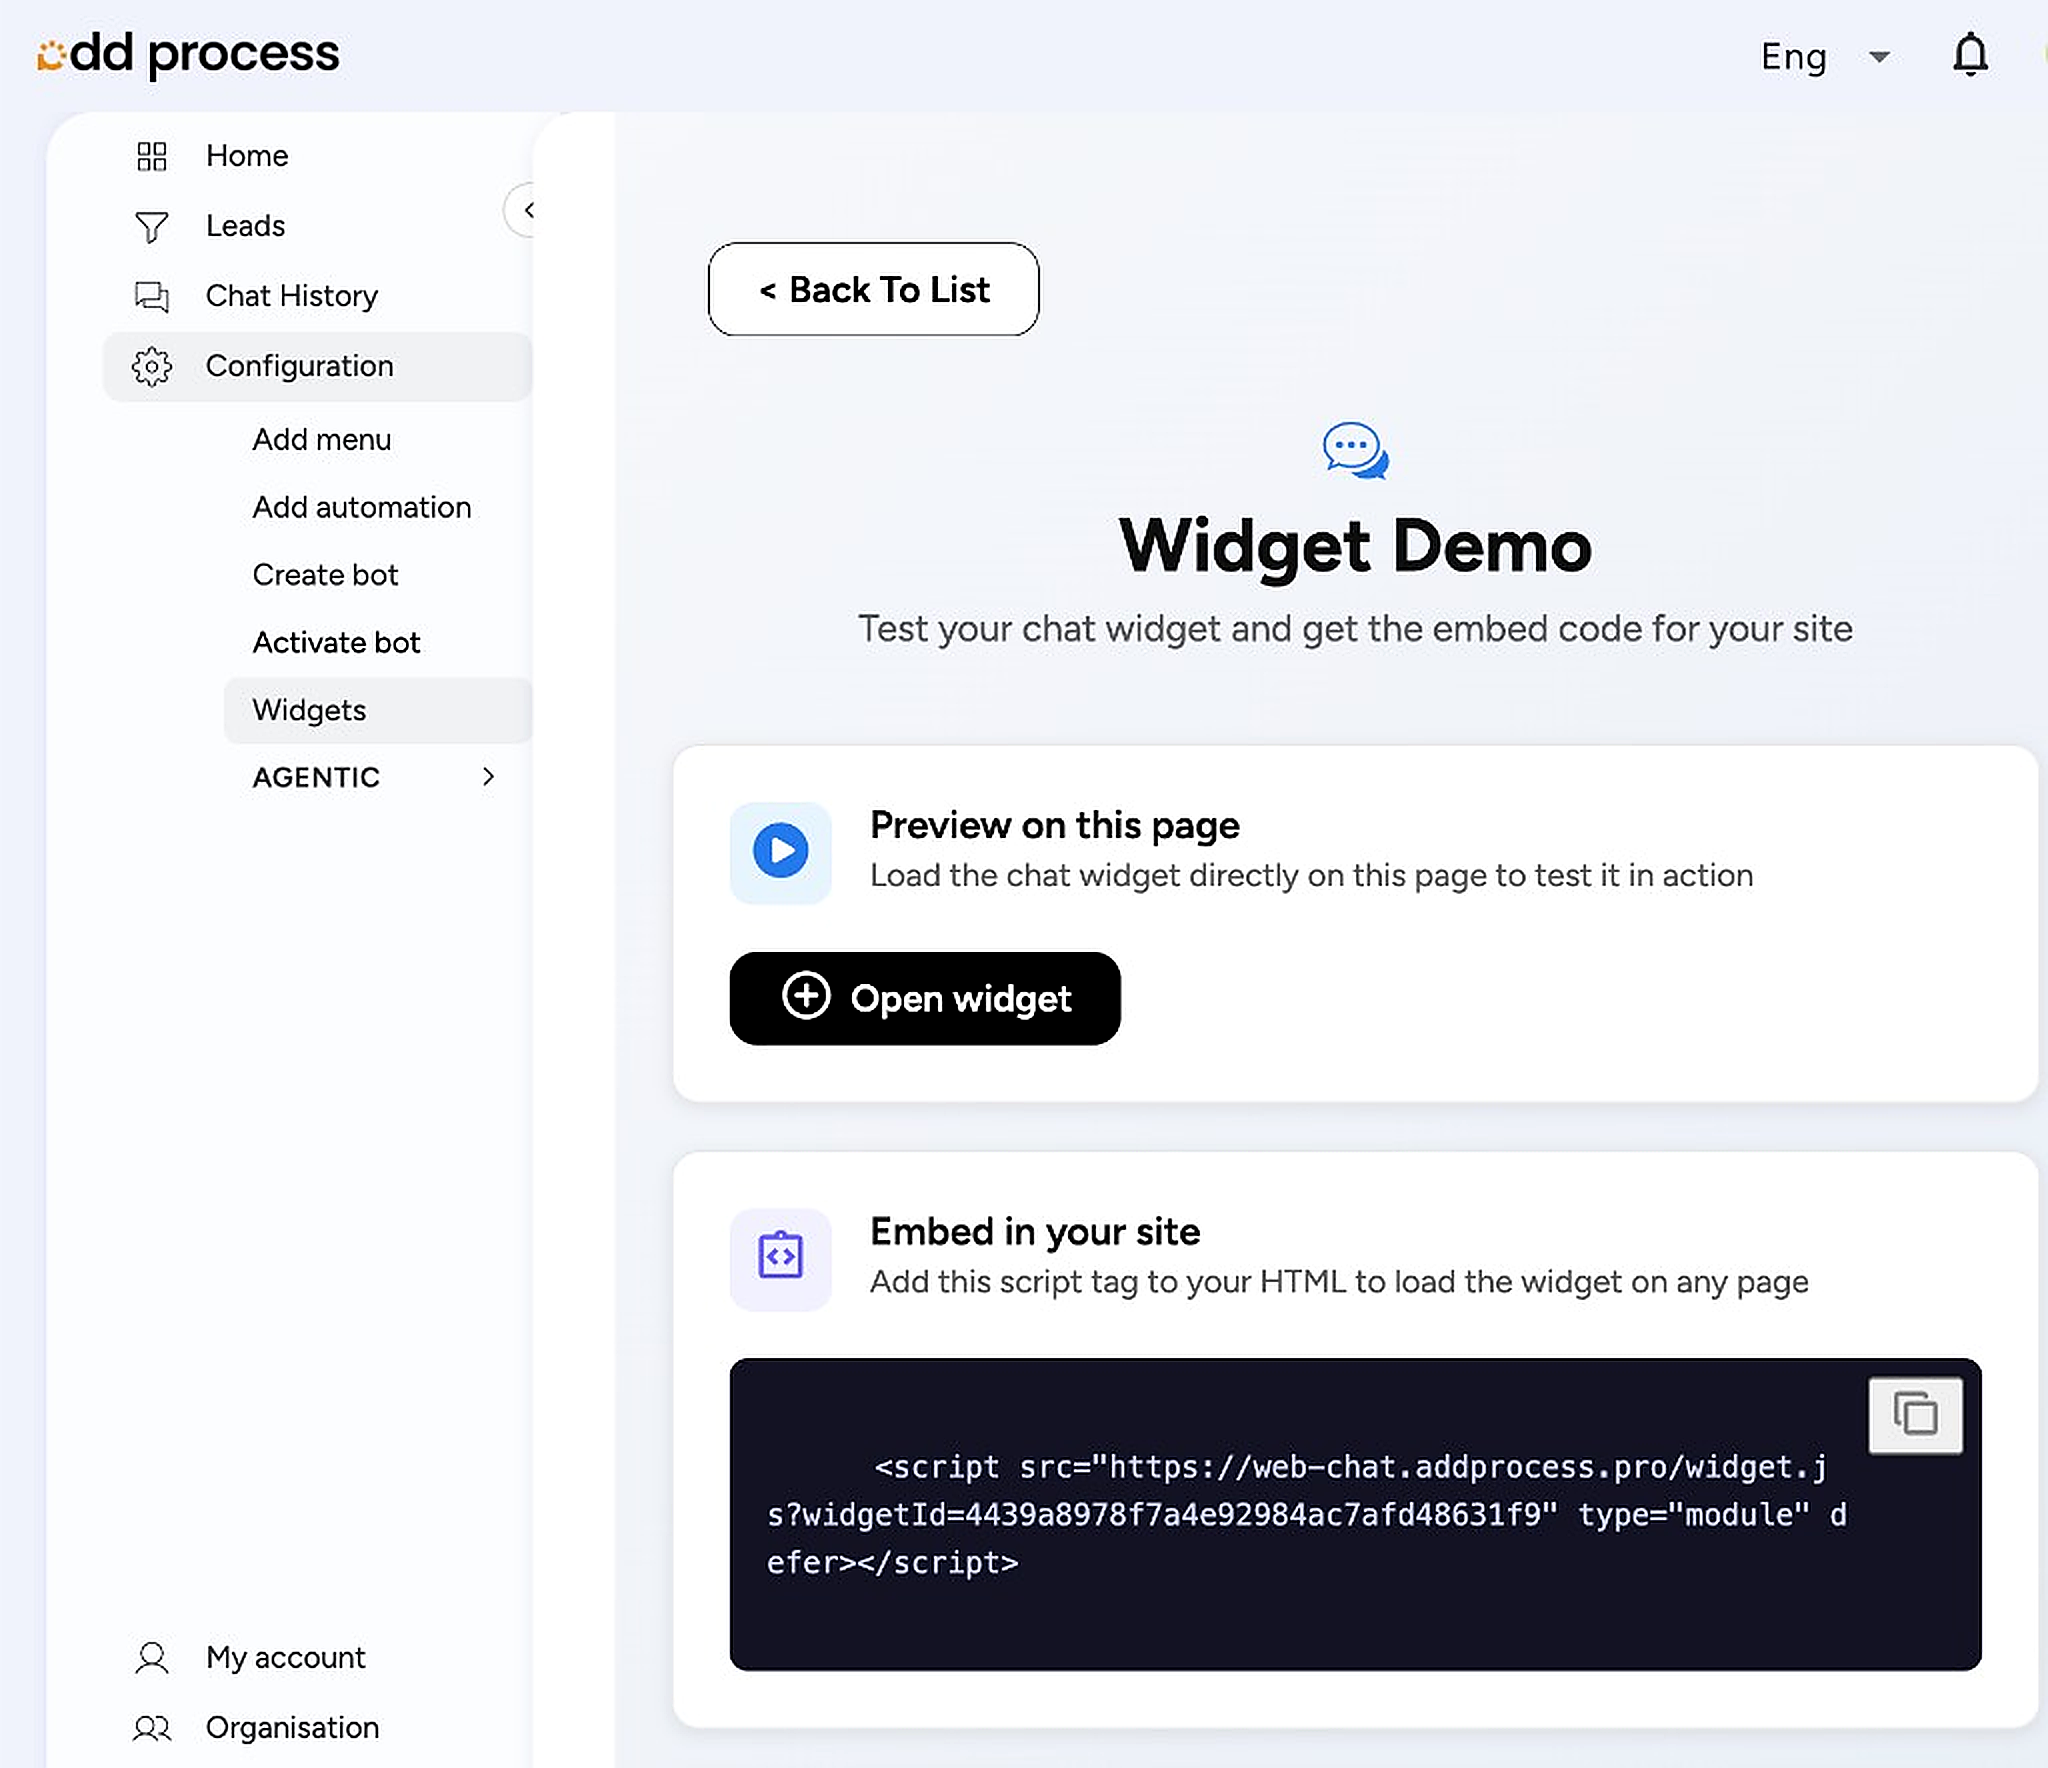 add process
Eng
Home
Leads
Chat History
Configuration
Add menu
Add automation
Create bot
Activate bot
Widgets
AGENTIC
My account
Organisation
< Back To List
Widget Demo
Test your chat widget and get the embed code for your site
Preview on this page
Load the chat widget directly on this page to test it in action
Open widget
Embed in your site
Add this script tag to your HTML to load the widget on any page
<script src="https://web-chat.addprocess.pro/widget.j
s?widgetId=4439a8978f7a4e92984ac7afd48631f9" type="module" d
efer></script>